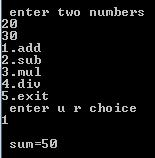 enter two numbers
20
30
1.add
2.sub
3.mul
4.div
5.exit
enter u r choice
1
sum=50